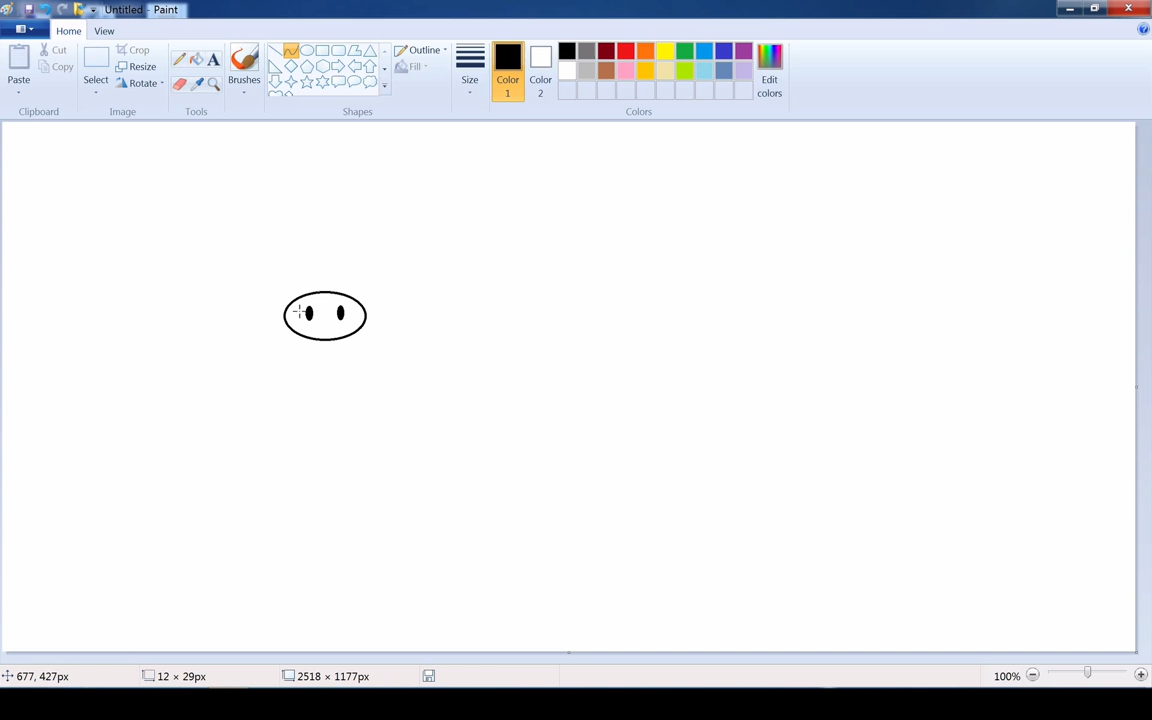 Untitled - Paint
Home View
Paste
Cut
Copy
Clipboard
Select
Crop
Resize
Rotate
Image
A
Tools
Brushes
Outline
Fill
Shapes
Size
Color
1
Color
2
Edit
colors
Colors
677, 427px
12 × 29px
2518 × 1177px
100%